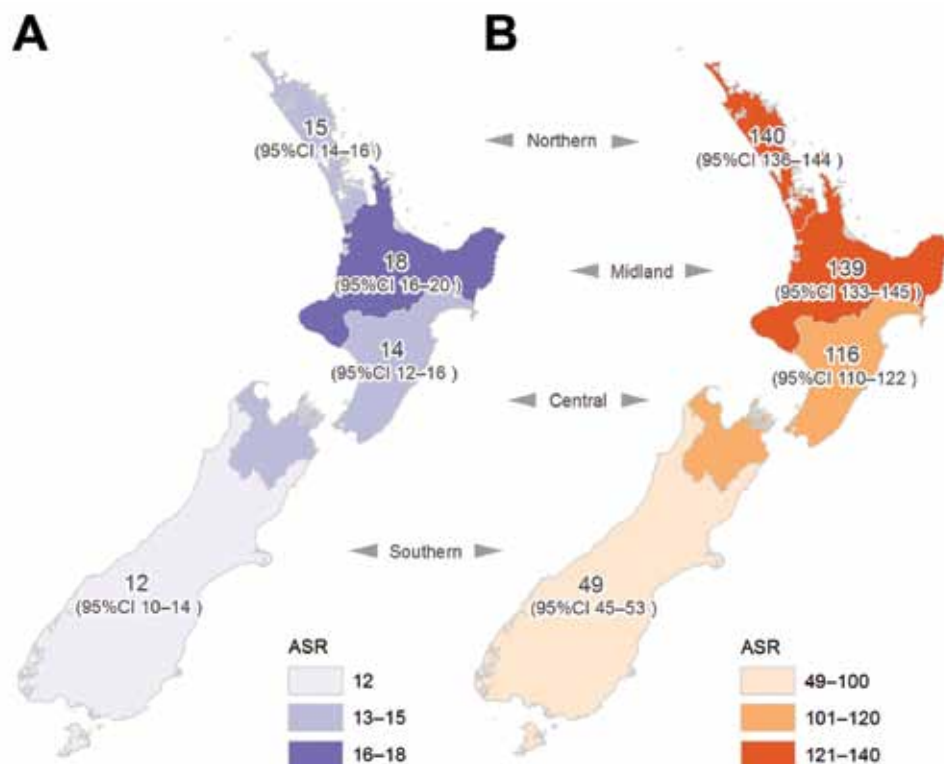 A
B
15
(95%CI 14–16 )
Northern
140
(95%CI 136–144 )
18
(95%CI 16–20 )
Midland
139
(95%CI 133–145 )
14
(95%CI 12–16 )
116
(95%CI 110–122 )
Central
Southern
12
(95%CI 10–14 )
49
(95%CI 45–53 )
ASR
12
13–15
16–18
ASR
49–100
101–120
121–140